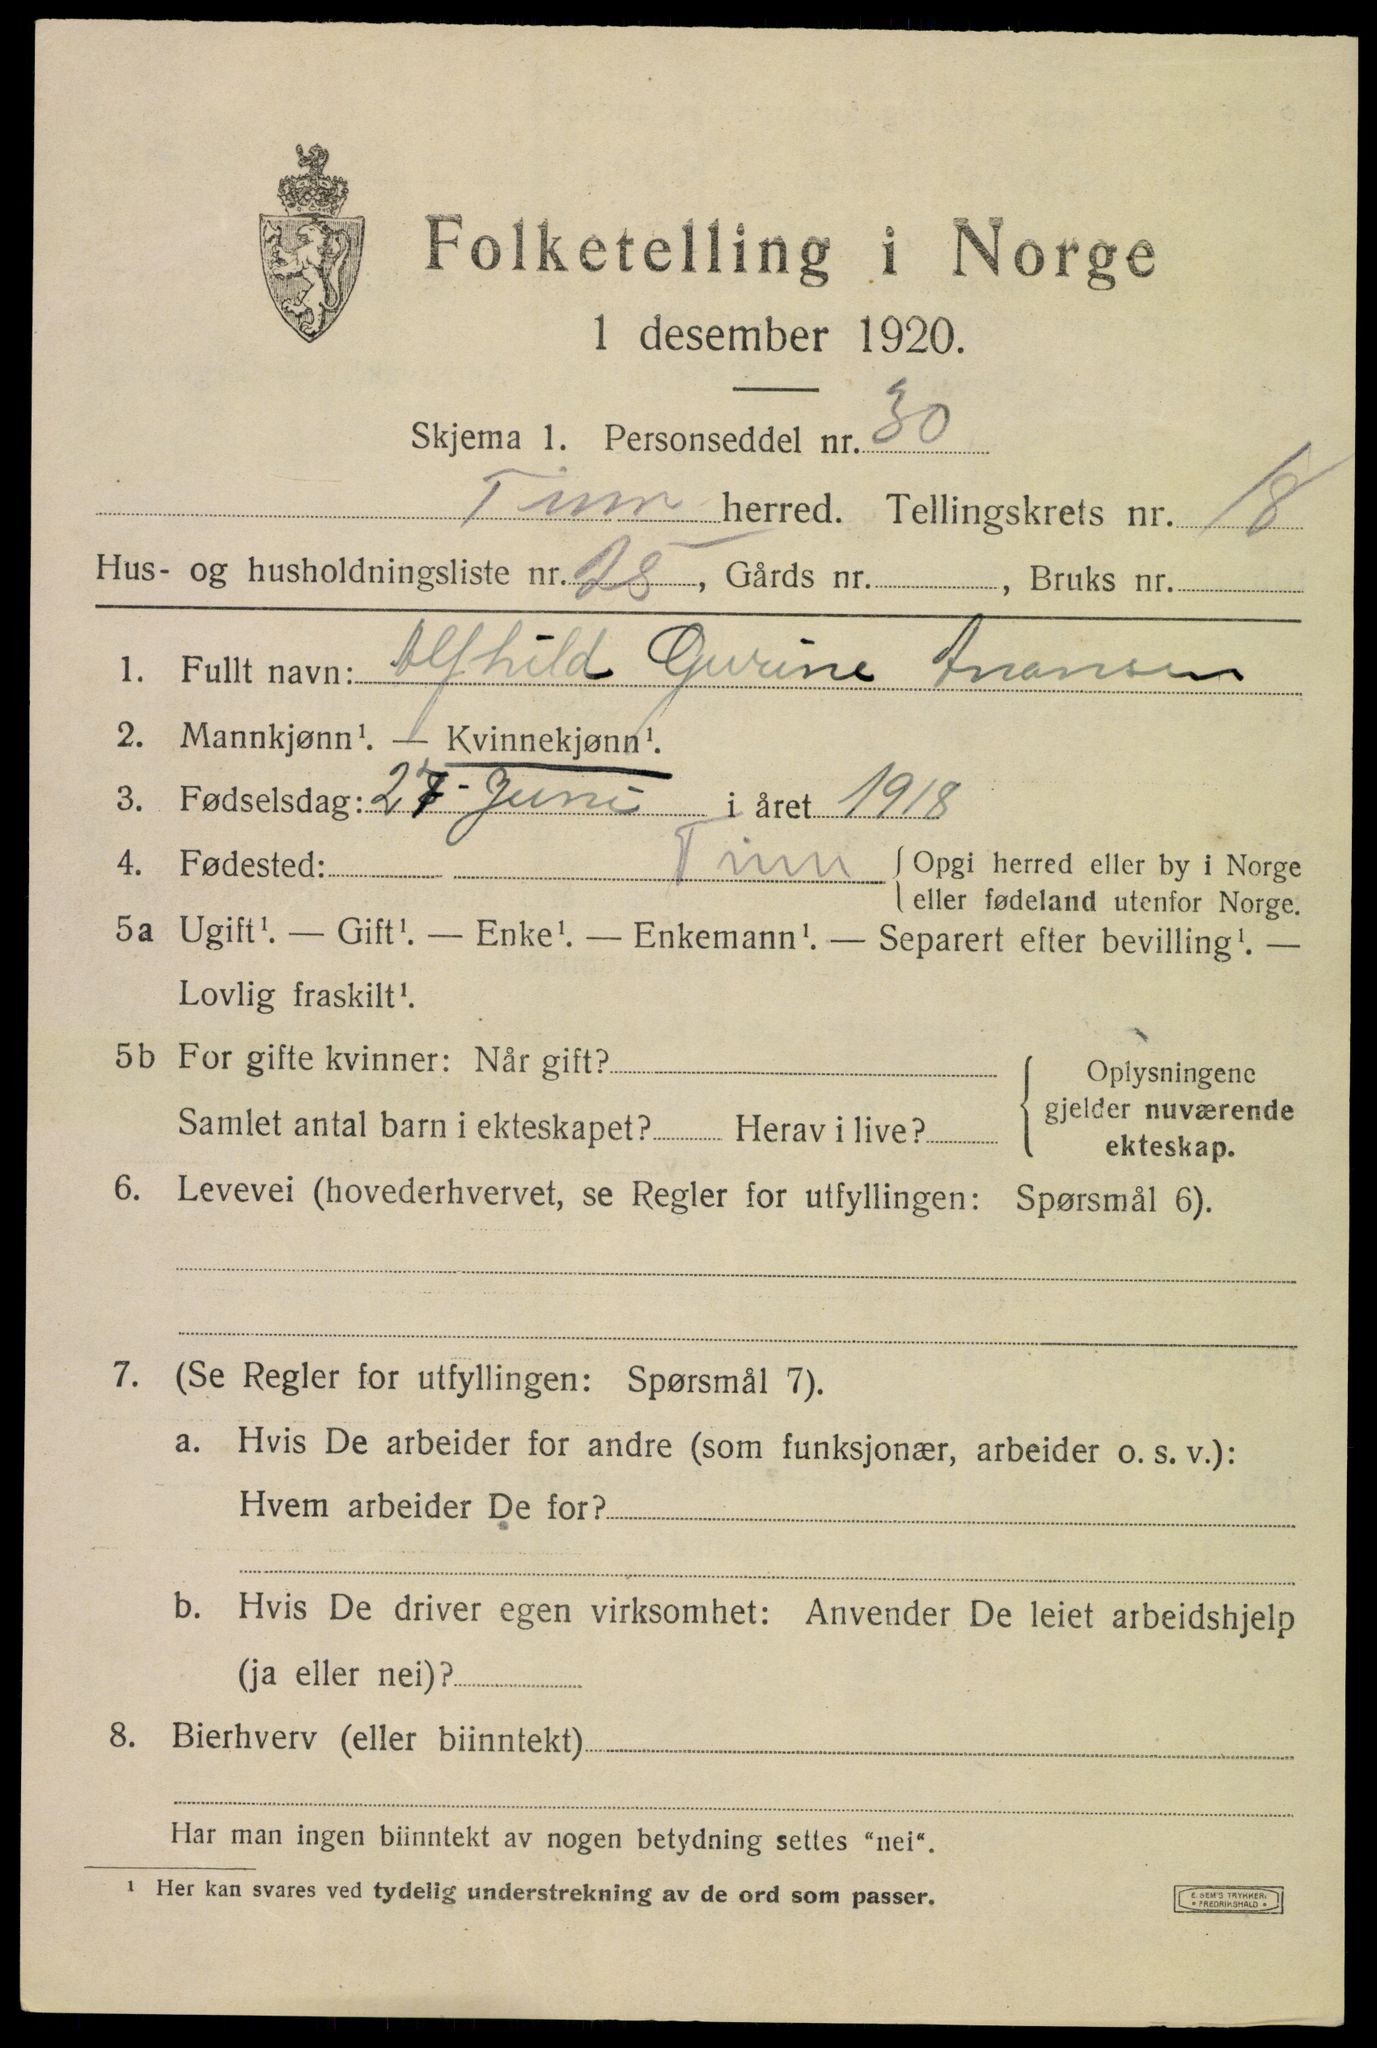 Folketelling i Norge
1 desember 1920.
Skjema 1. Personseddel nr. 30
Tinn herred. Tellingskrets nr. 18
Hus- og husholdningsliste nr. 25, Gårds nr. , Bruks nr.
1. Fullt navn: Alfhild Gurine
2. Mannkjønn¹. — Kvinnekjønn¹.
3. Fødselsdag: 27 Juni i året 1918
4. Fødested: Tinn { Opgi herred eller by i Norge
eller fødeland utenfor Norge.
5a Ugift¹. — Gift¹. — Enke¹. — Enkemann¹. — Separert efter bevilling¹. —
Lovlig fraskilt¹.
5b For gifte kvinner: Når gift?
Samlet antal barn i ekteskapet? Herav i live?
{ Oplysningene
gjelder nuværende
ekteskap.
6. Levevei (hovederhvervet, se Regler for utfyllingen: Spørsmål 6).
7. (Se Regler for utfyllingen: Spørsmål 7).
a. Hvis De arbeider for andre (som funksjonær, arbeider o. s. v.):
Hvem arbeider De for?
b. Hvis De driver egen virksomhet: Anvender De leiet arbeidshjelp
(ja eller nei)?
8. Bierhverv (eller biinntekt)
Har man ingen biinntekt av nogen betydning settes “nei“.
¹ Her kan svares ved tydelig understrekning av de ord som passer.
E. SEM'S TRYKKERI
• FREDRIKSHALD •